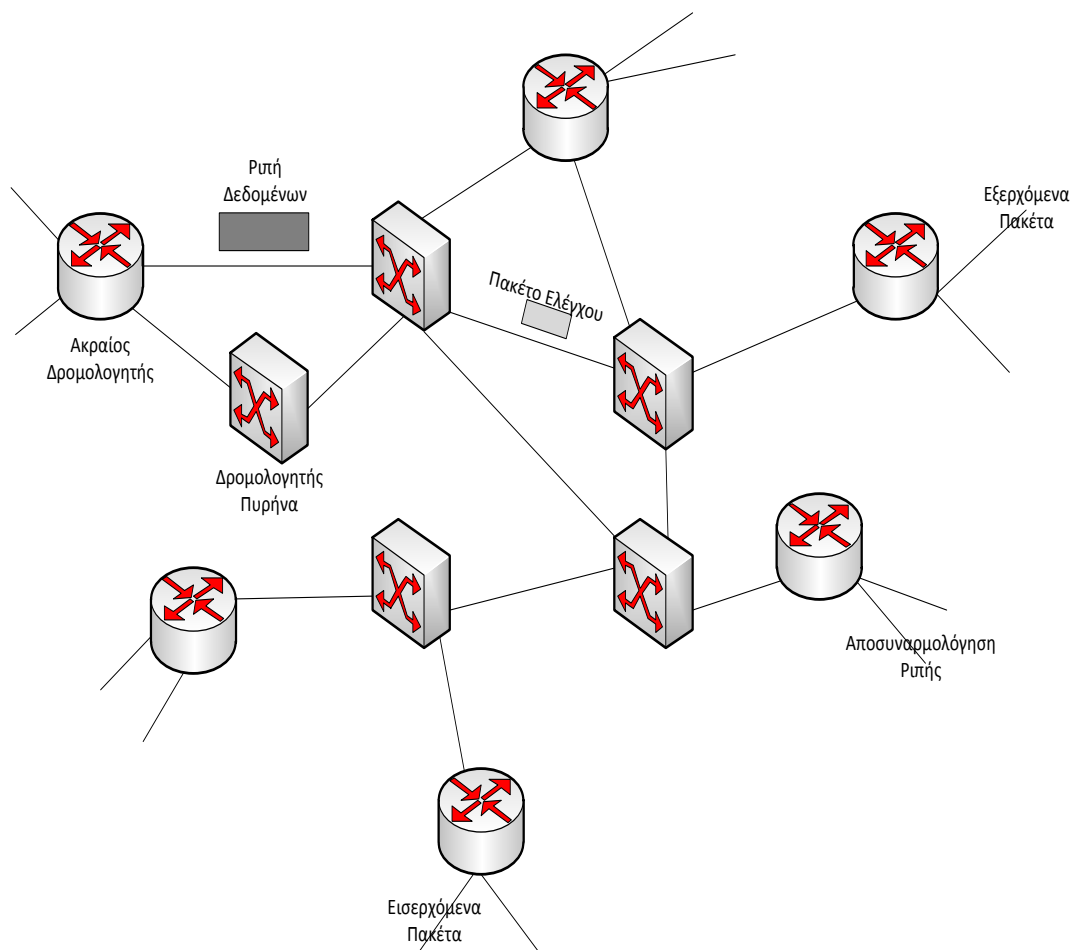 Ριπή
Δεδομένων
Εξερχόμενα
Πακέτα
Πακέτο Ελέγχου
Ακραίος
Δρομολογητής
Δρομολογητής
Πυρήνα
Αποσυναρμολόγηση
Ριπής
Εισερχόμενα
Πακέτα